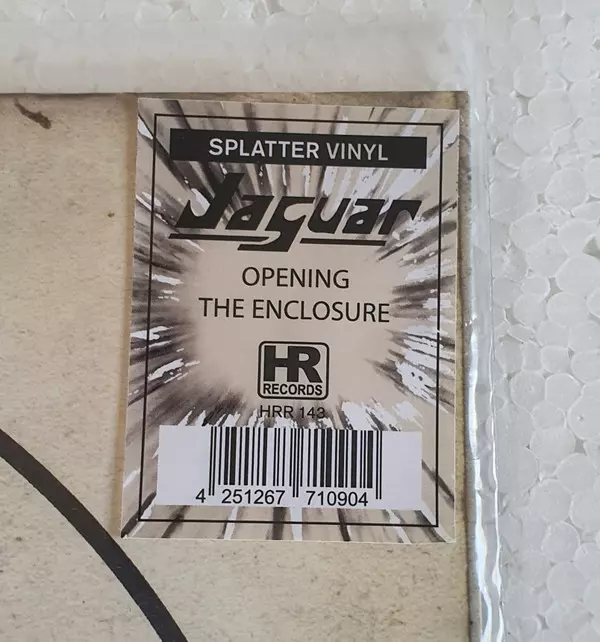 SPLATTER VINYL
Jaguar
OPENING
THE ENCLOSURE
HR
RECORDS
HRR 143
4 251267 710904